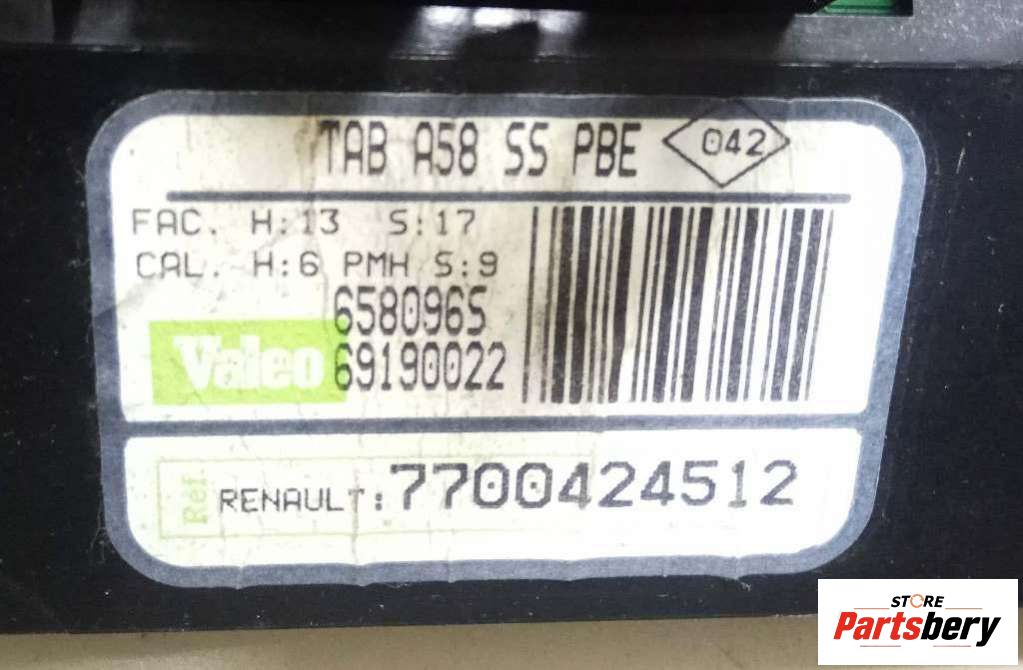 TAB A58 SS PBE 042
FAC. H:13 S:17
CAL. H:6 PMH S:9
658096S
Valeo 69190022
Ref. RENAULT:7700424512
STORE
Partsbery